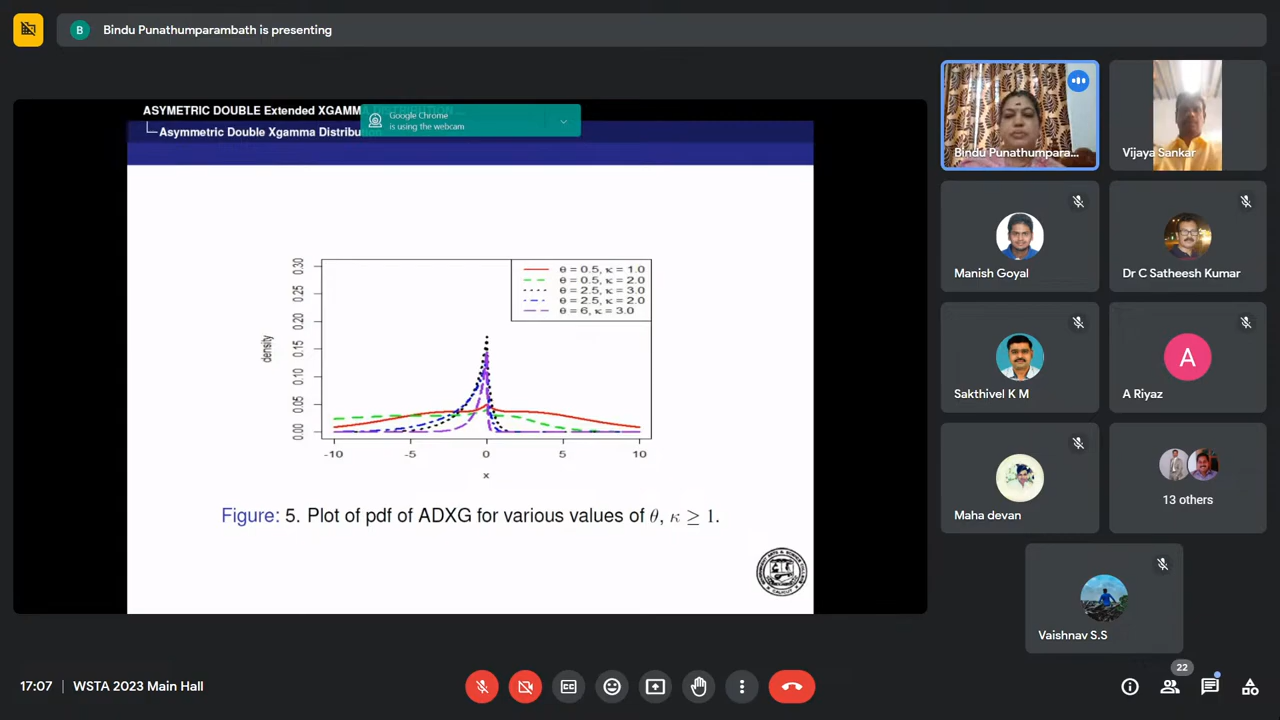 B Bindu Punathumparambath is presenting
ASYMETRIC DOUBLE Extended XGAMMA DISTRIBUTION
Asymmetric Double Xgamma Distribu
Google Chrome
is using the webcam
θ = 0.5, κ = 1.0
θ = 0.5, κ = 2.0
θ = 2.5, κ = 3.0
θ = 2.5, κ = 2.0
θ = 6, κ = 3.0
0.30
0.25
0.20
0.15
0.10
0.05
0.00
density
-10 -5 0 5 10
x
Figure: 5. Plot of pdf of ADXG for various values of θ, κ ≥ 1.
Bindu Punathumpara...
Vijaya Sankar
Manish Goyal
Dr C Satheesh Kumar
Sakthivel K M
A
A Riyaz
Maha devan
13 others
Vaishnav S.S
17:07 | WSTA 2023 Main Hall
CC
22